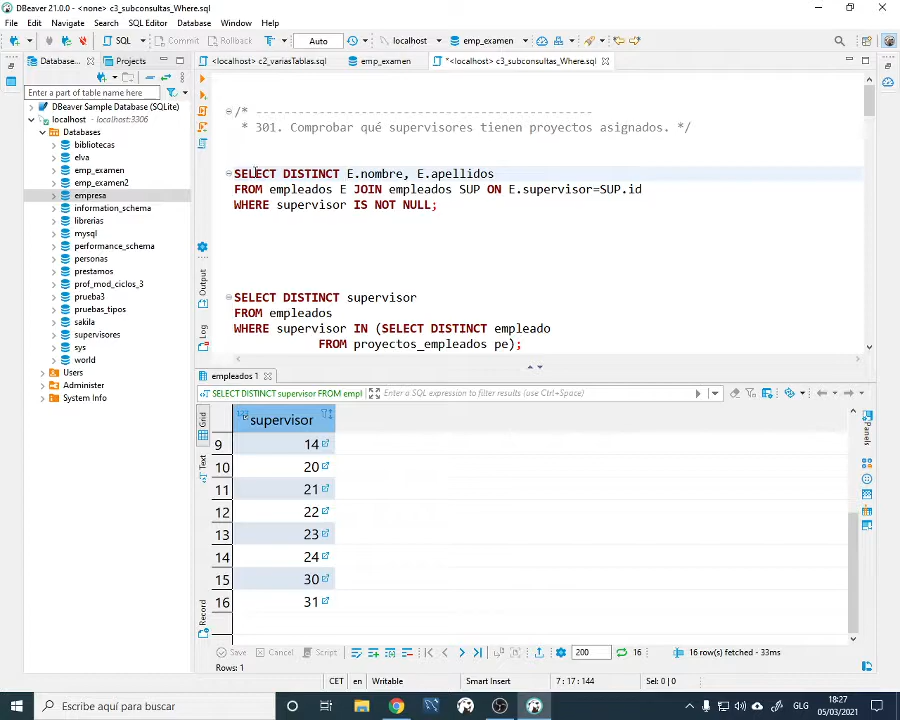 DBeaver 21.0.0 - <none> c3_subconsultas_Where.sql
File Edit Navigate Search SQL Editor Database Window Help
SQL Commit Rollback Auto localhost emp_examen
Database... Projects <localhost> c2_variasTablas.sql emp_examen *<localhost> c3_subconsultas_Where.sql
Enter a part of table name here
DBeaver Sample Database (SQLite)
localhost - localhost:3306
Databases
bibliotecas
elva
emp_examen
emp_examen2
empresa
information_schema
librerias
mysql
performance_schema
personas
prestamos
prof_mod_ciclos_3
prueba3
pruebas_tipos
sakila
supervisores
sys
world
Users
Administer
System Info
/* ------------------------------------------------
* 301. Comprobar qué supervisores tienen proyectos asignados. */
SELECT DISTINCT E.nombre, E.apellidos
FROM empleados E JOIN empleados SUP ON E.supervisor=SUP.id
WHERE supervisor IS NOT NULL;
SELECT DISTINCT supervisor
FROM empleados
WHERE supervisor IN (SELECT DISTINCT empleado
FROM proyectos_empleados pe);
Output
Log
empleados 1
SELECT DISTINCT supervisor FROM empl Enter a SQL expression to filter results (use Ctrl+Space)
Grid
Text
Record
Panels
123 supervisor
9 14
10 20
11 21
12 22
13 23
14 24
15 30
16 31
Save Cancel Script 200 16 16 row(s) fetched - 33ms
Rows: 1
CET en Writable Smart Insert 7 : 17 : 144 Sel: 0 | 0
Escribe aquí para buscar
GLG
18:27
05/03/2021